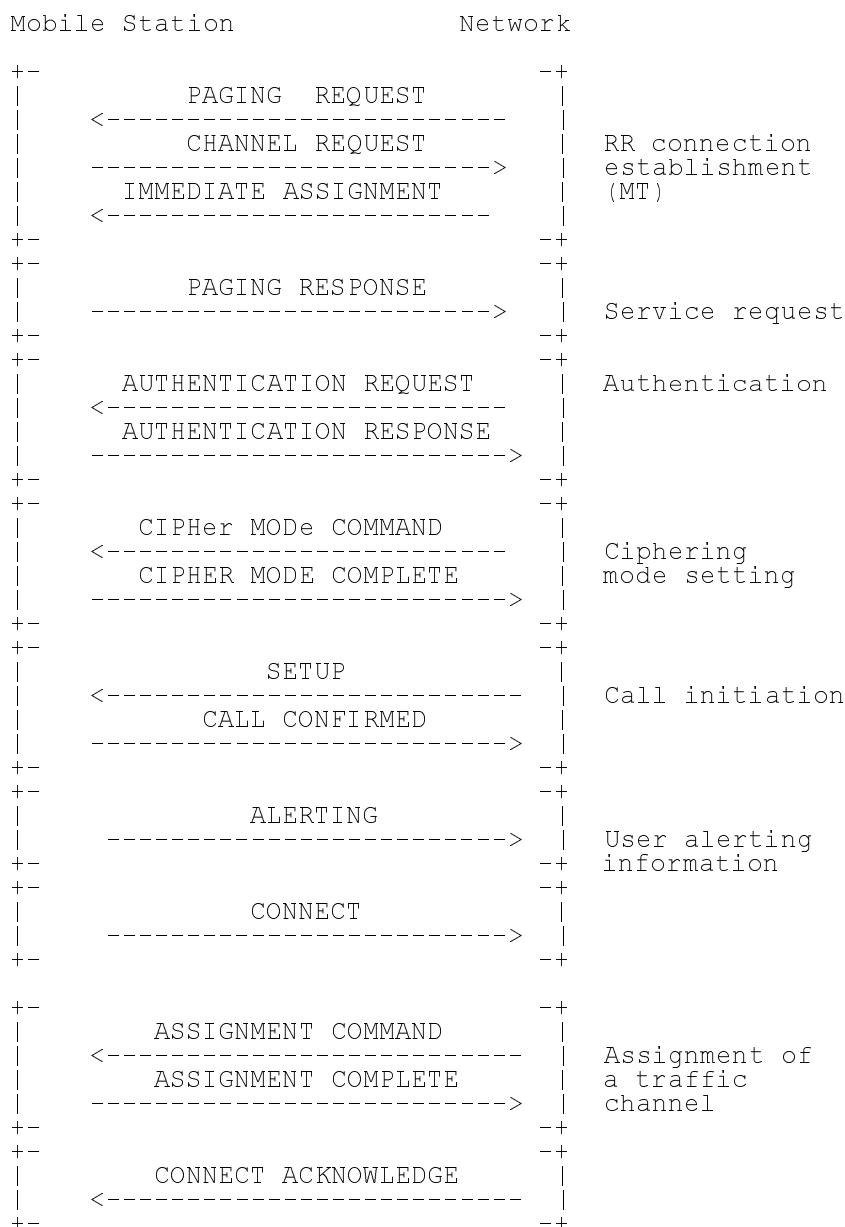 Mobile Station Network
PAGING REQUEST
CHANNEL REQUEST RR connection
establishment
IMMEDIATE ASSIGNMENT (MT)
PAGING RESPONSE
Service request
AUTHENTICATION REQUEST Authentication
AUTHENTICATION RESPONSE
CIPHer MODe COMMAND
Ciphering
CIPHER MODE COMPLETE mode setting
SETUP
Call initiation
CALL CONFIRMED
ALERTING
User alerting
information
CONNECT
ASSIGNMENT COMMAND
Assignment of
ASSIGNMENT COMPLETE a traffic
channel
CONNECT ACKNOWLEDGE